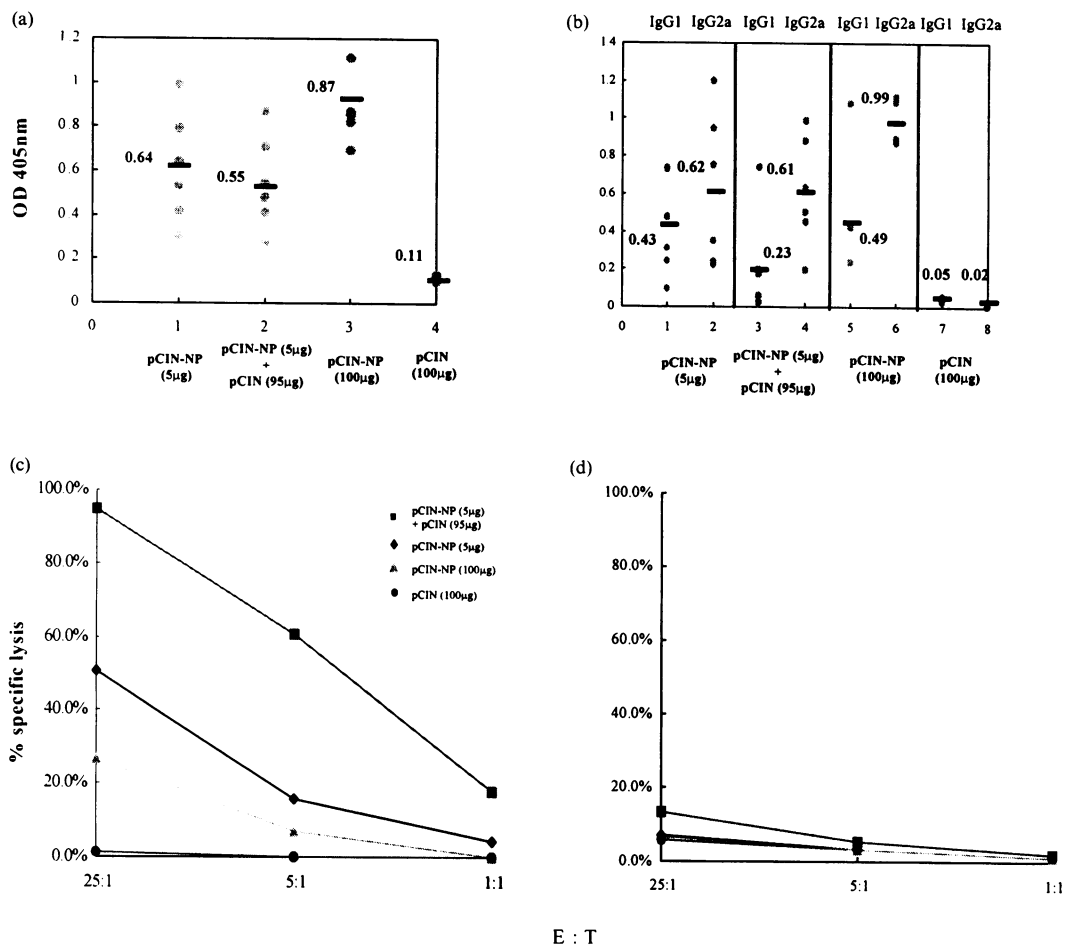 (a)
1 2
1
0.8
0.6
0.4
0.2
0
OD 405nm
0.64
0.55
0.87
0.11
0 1 2 3 4
pCIN-NP
(5µg)
pCIN-NP (5µg)
+
pCIN (95µg)
pCIN-NP
(100µg)
pCIN
(100µg)
(b)
IgG1 IgG2a IgG1 IgG2a IgG1 IgG2a IgG1 IgG2a
1 4
1.2
1.0
0.8
0.6
0.4
0.2
0
0.43
0.62
0.23
0.61
0.49
0.99
0.05
0.02
0 1 2 3 4 5 6 7 8
pCIN-NP
(5µg)
pCIN-NP (5µg)
+
pCIN (95µg)
pCIN-NP
(100µg)
pCIN
(100µg)
(c)
100.0%
80.0%
60.0%
40.0%
20.0%
0.0%
% specific lysis
pCIN-NP (5µg)
+ pCIN (95µg)
pCIN-NP (5µg)
pCIN-NP (100µg)
pCIN (100µg)
25:1 5:1 1:1
(d)
100.0%
80.0%
60.0%
40.0%
20.0%
0.0%
25:1 5:1 1:1
E : T